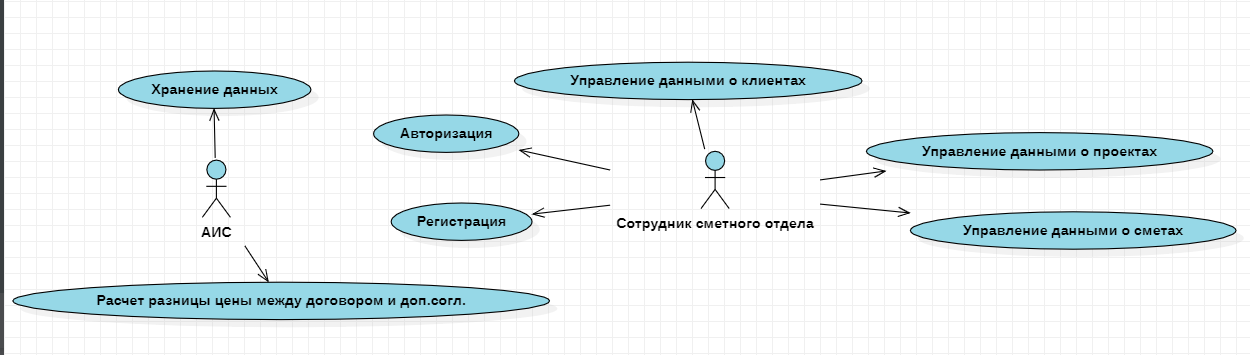 Управление данными о клиентах
Хранение данных
Авторизация
Управление данными о проектах
Регистрация
Сотрудник сметного отдела
АИС
Управление данными о сметах
Расчет разницы цены между договором и доп.согл.